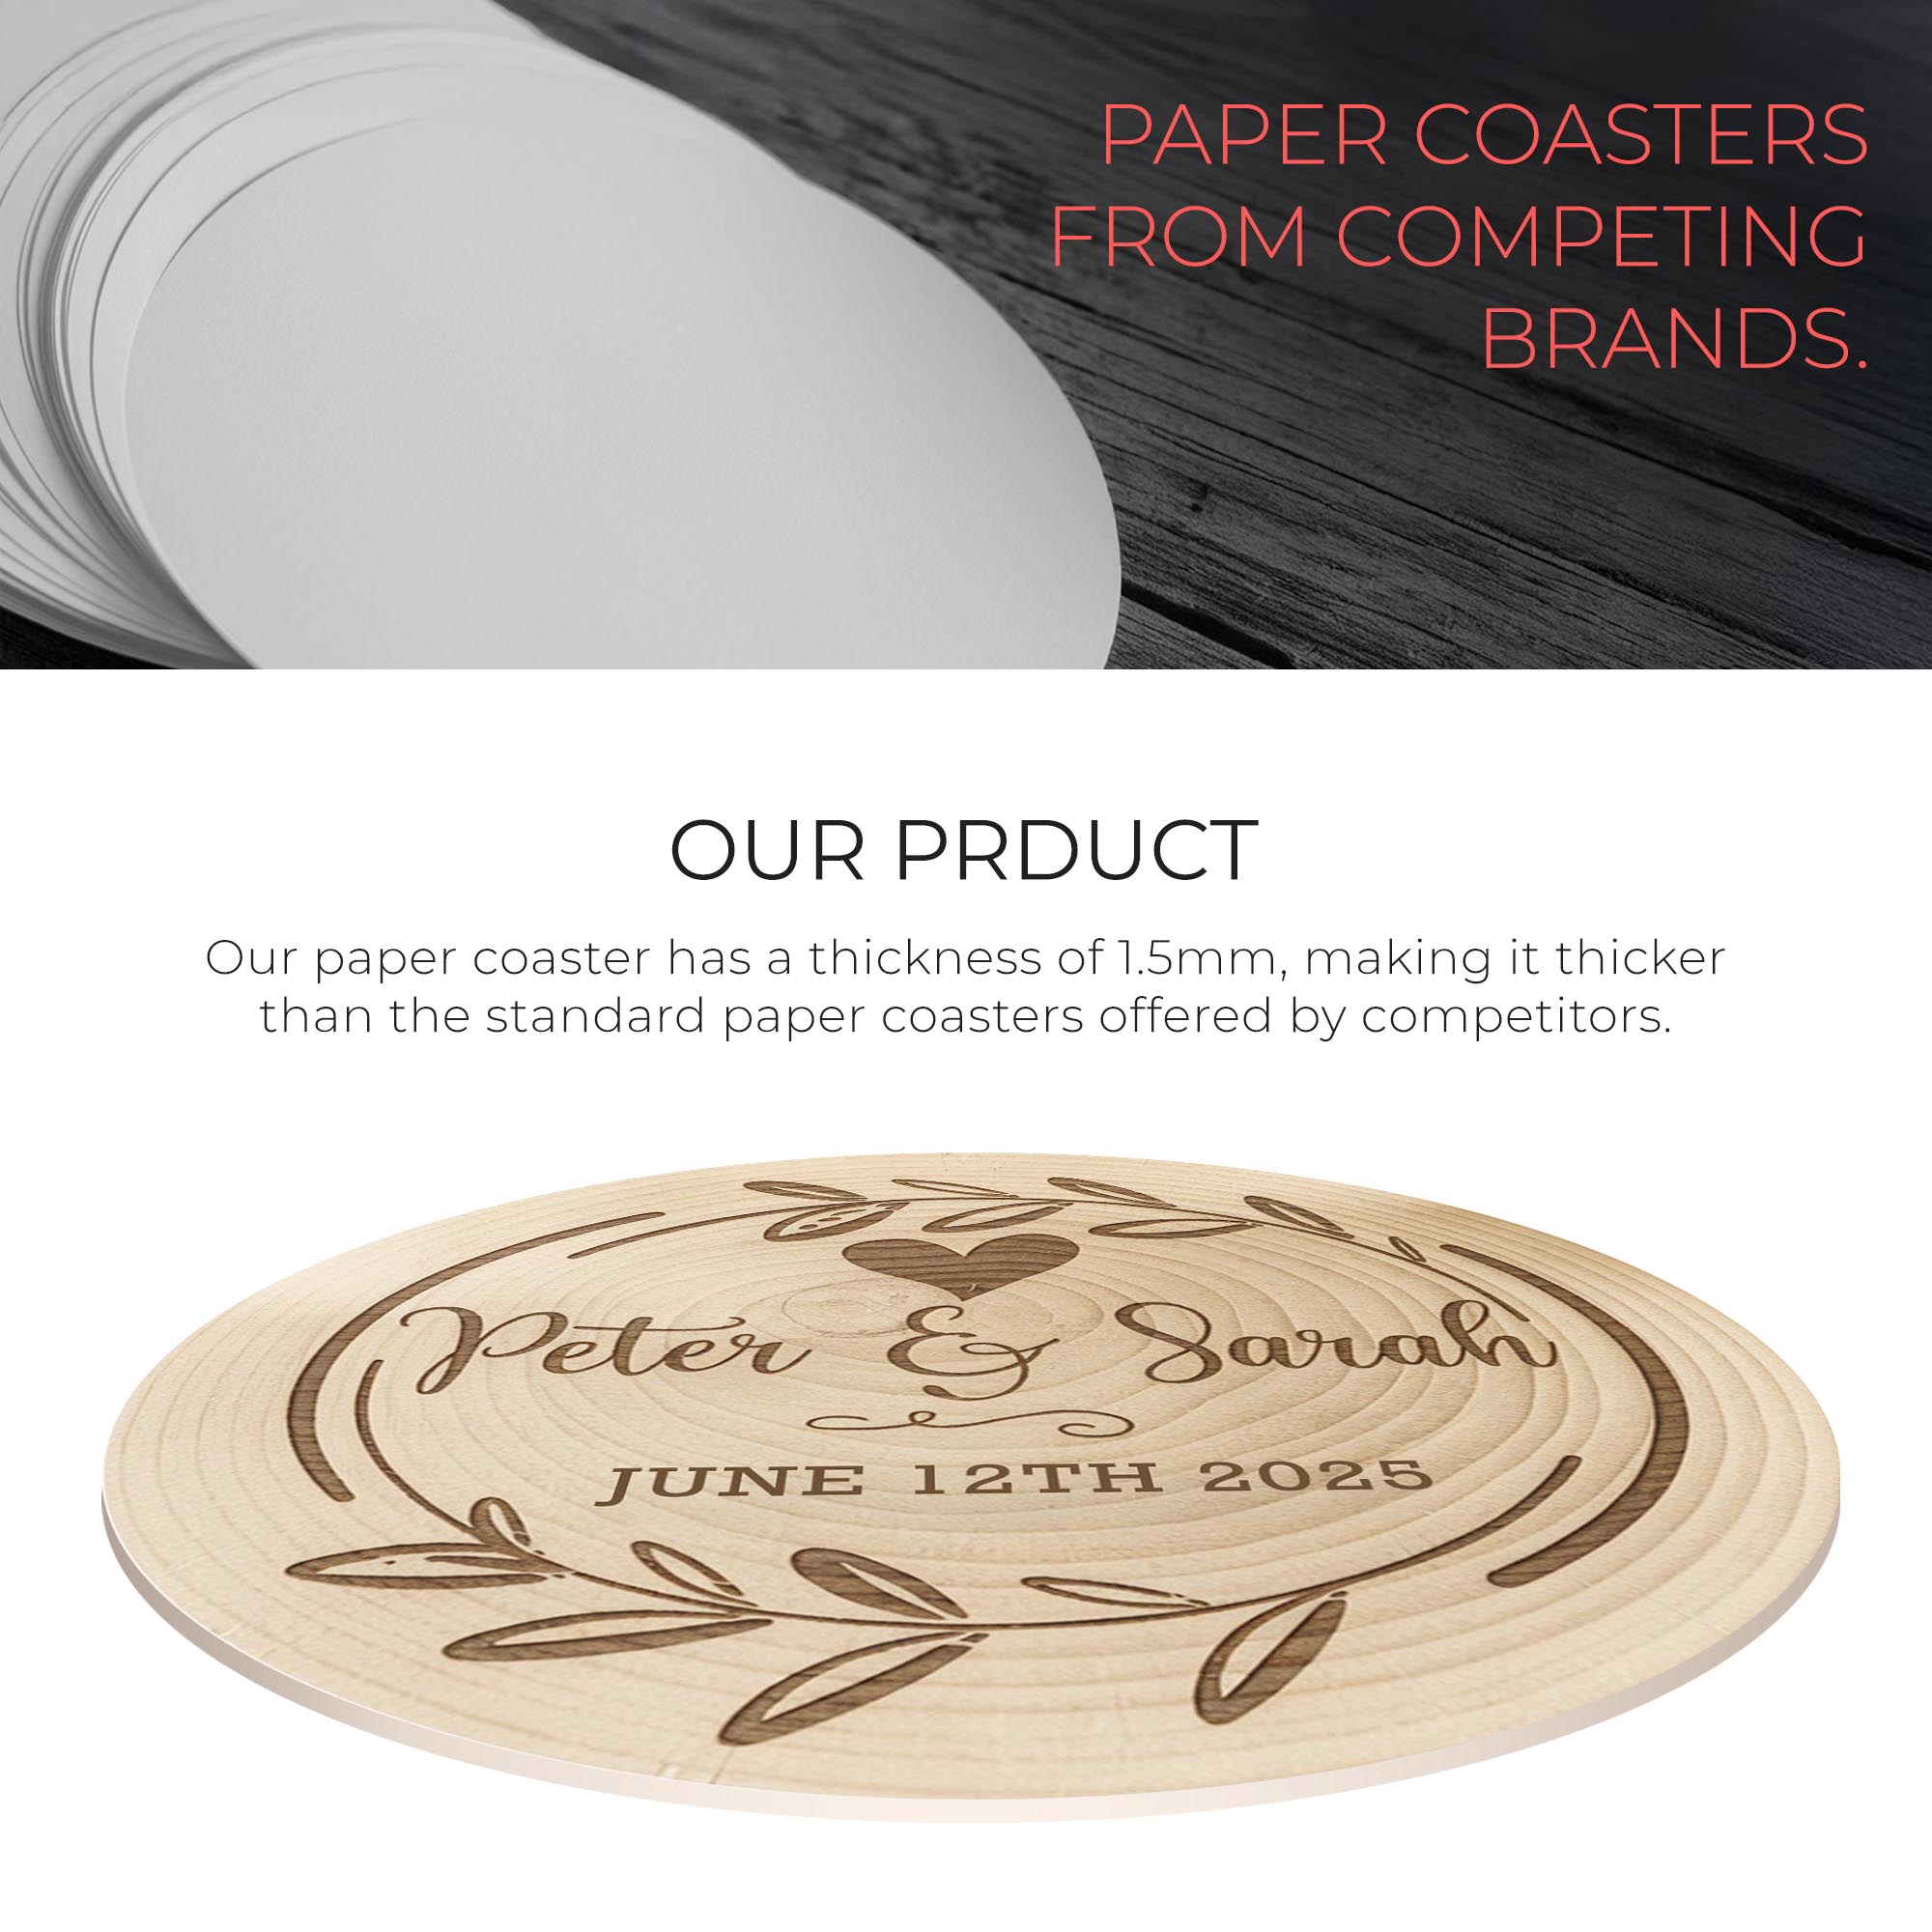 PAPER COASTERS
FROM COMPETING
BRANDS.
OUR PRDUCT
Our paper coaster has a thickness of 1.5mm, making it thicker
than the standard paper coasters offered by competitors.
Peter & Sarah
JUNE 12TH 2025